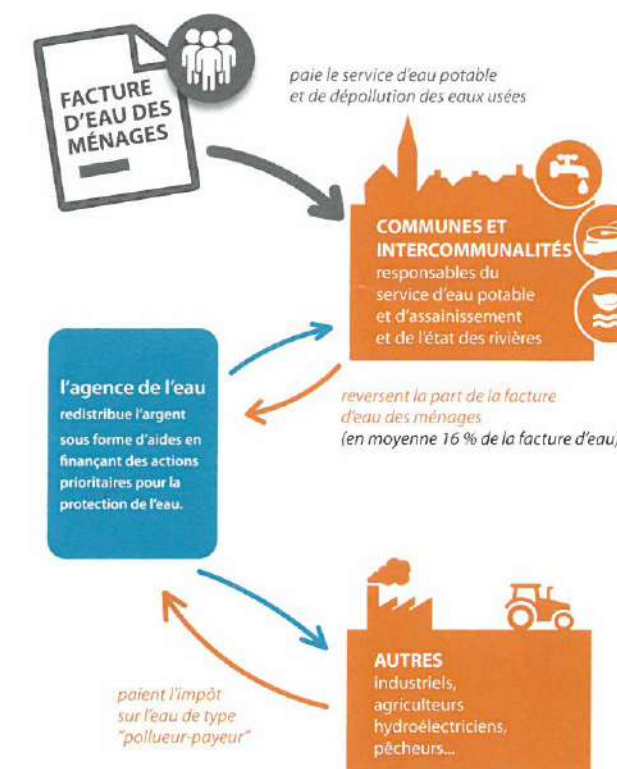 FACTURE
D'EAU DES
MÉNAGES
paie le service d'eau potable
et de dépollution des eaux usées
COMMUNES ET
INTERCOMMUNALITÉS
responsables du
service d'eau potable
et d'assainissement
et de l'état des rivières
l'agence de l'eau
redistribue l'argent
sous forme d'aides en
finançant des actions
prioritaires pour la
protection de l'eau.
reversent la part de la facture
d'eau des ménages
(en moyenne 16 % de la facture d'eau)
AUTRES
industriels,
agriculteurs
hydroélectriciens,
pêcheurs...
paient l'impôt
sur l'eau de type
"pollueur-payeur"